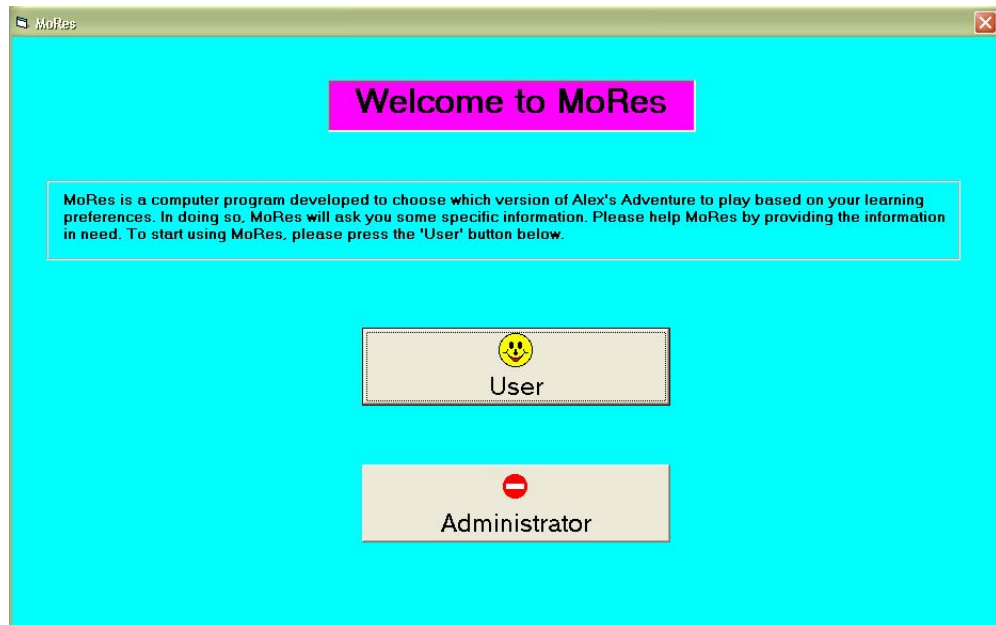 MoRes
Welcome to MoRes
MoRes is a computer program developed to choose which version of Alex's Adventure to play based on your learning
preferences. In doing so, MoRes will ask you some specific information. Please help MoRes by providing the information
in need. To start using MoRes, please press the 'User' button below.
User
Administrator